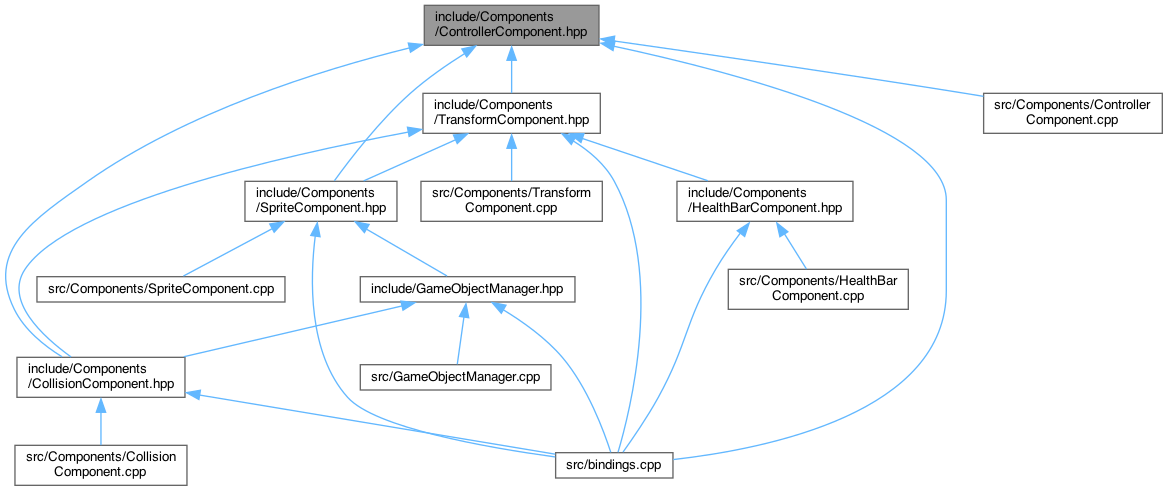 include/Components
/ControllerComponent.hpp
include/Components
/TransformComponent.hpp
src/Components/Controller
Component.cpp
include/Components
/SpriteComponent.hpp
src/Components/Transform
Component.cpp
include/Components
/HealthBarComponent.hpp
src/Components/SpriteComponent.cpp
include/GameObjectManager.hpp
src/Components/HealthBar
Component.cpp
include/Components
/CollisionComponent.hpp
src/GameObjectManager.cpp
src/Components/Collision
Component.cpp
src/bindings.cpp